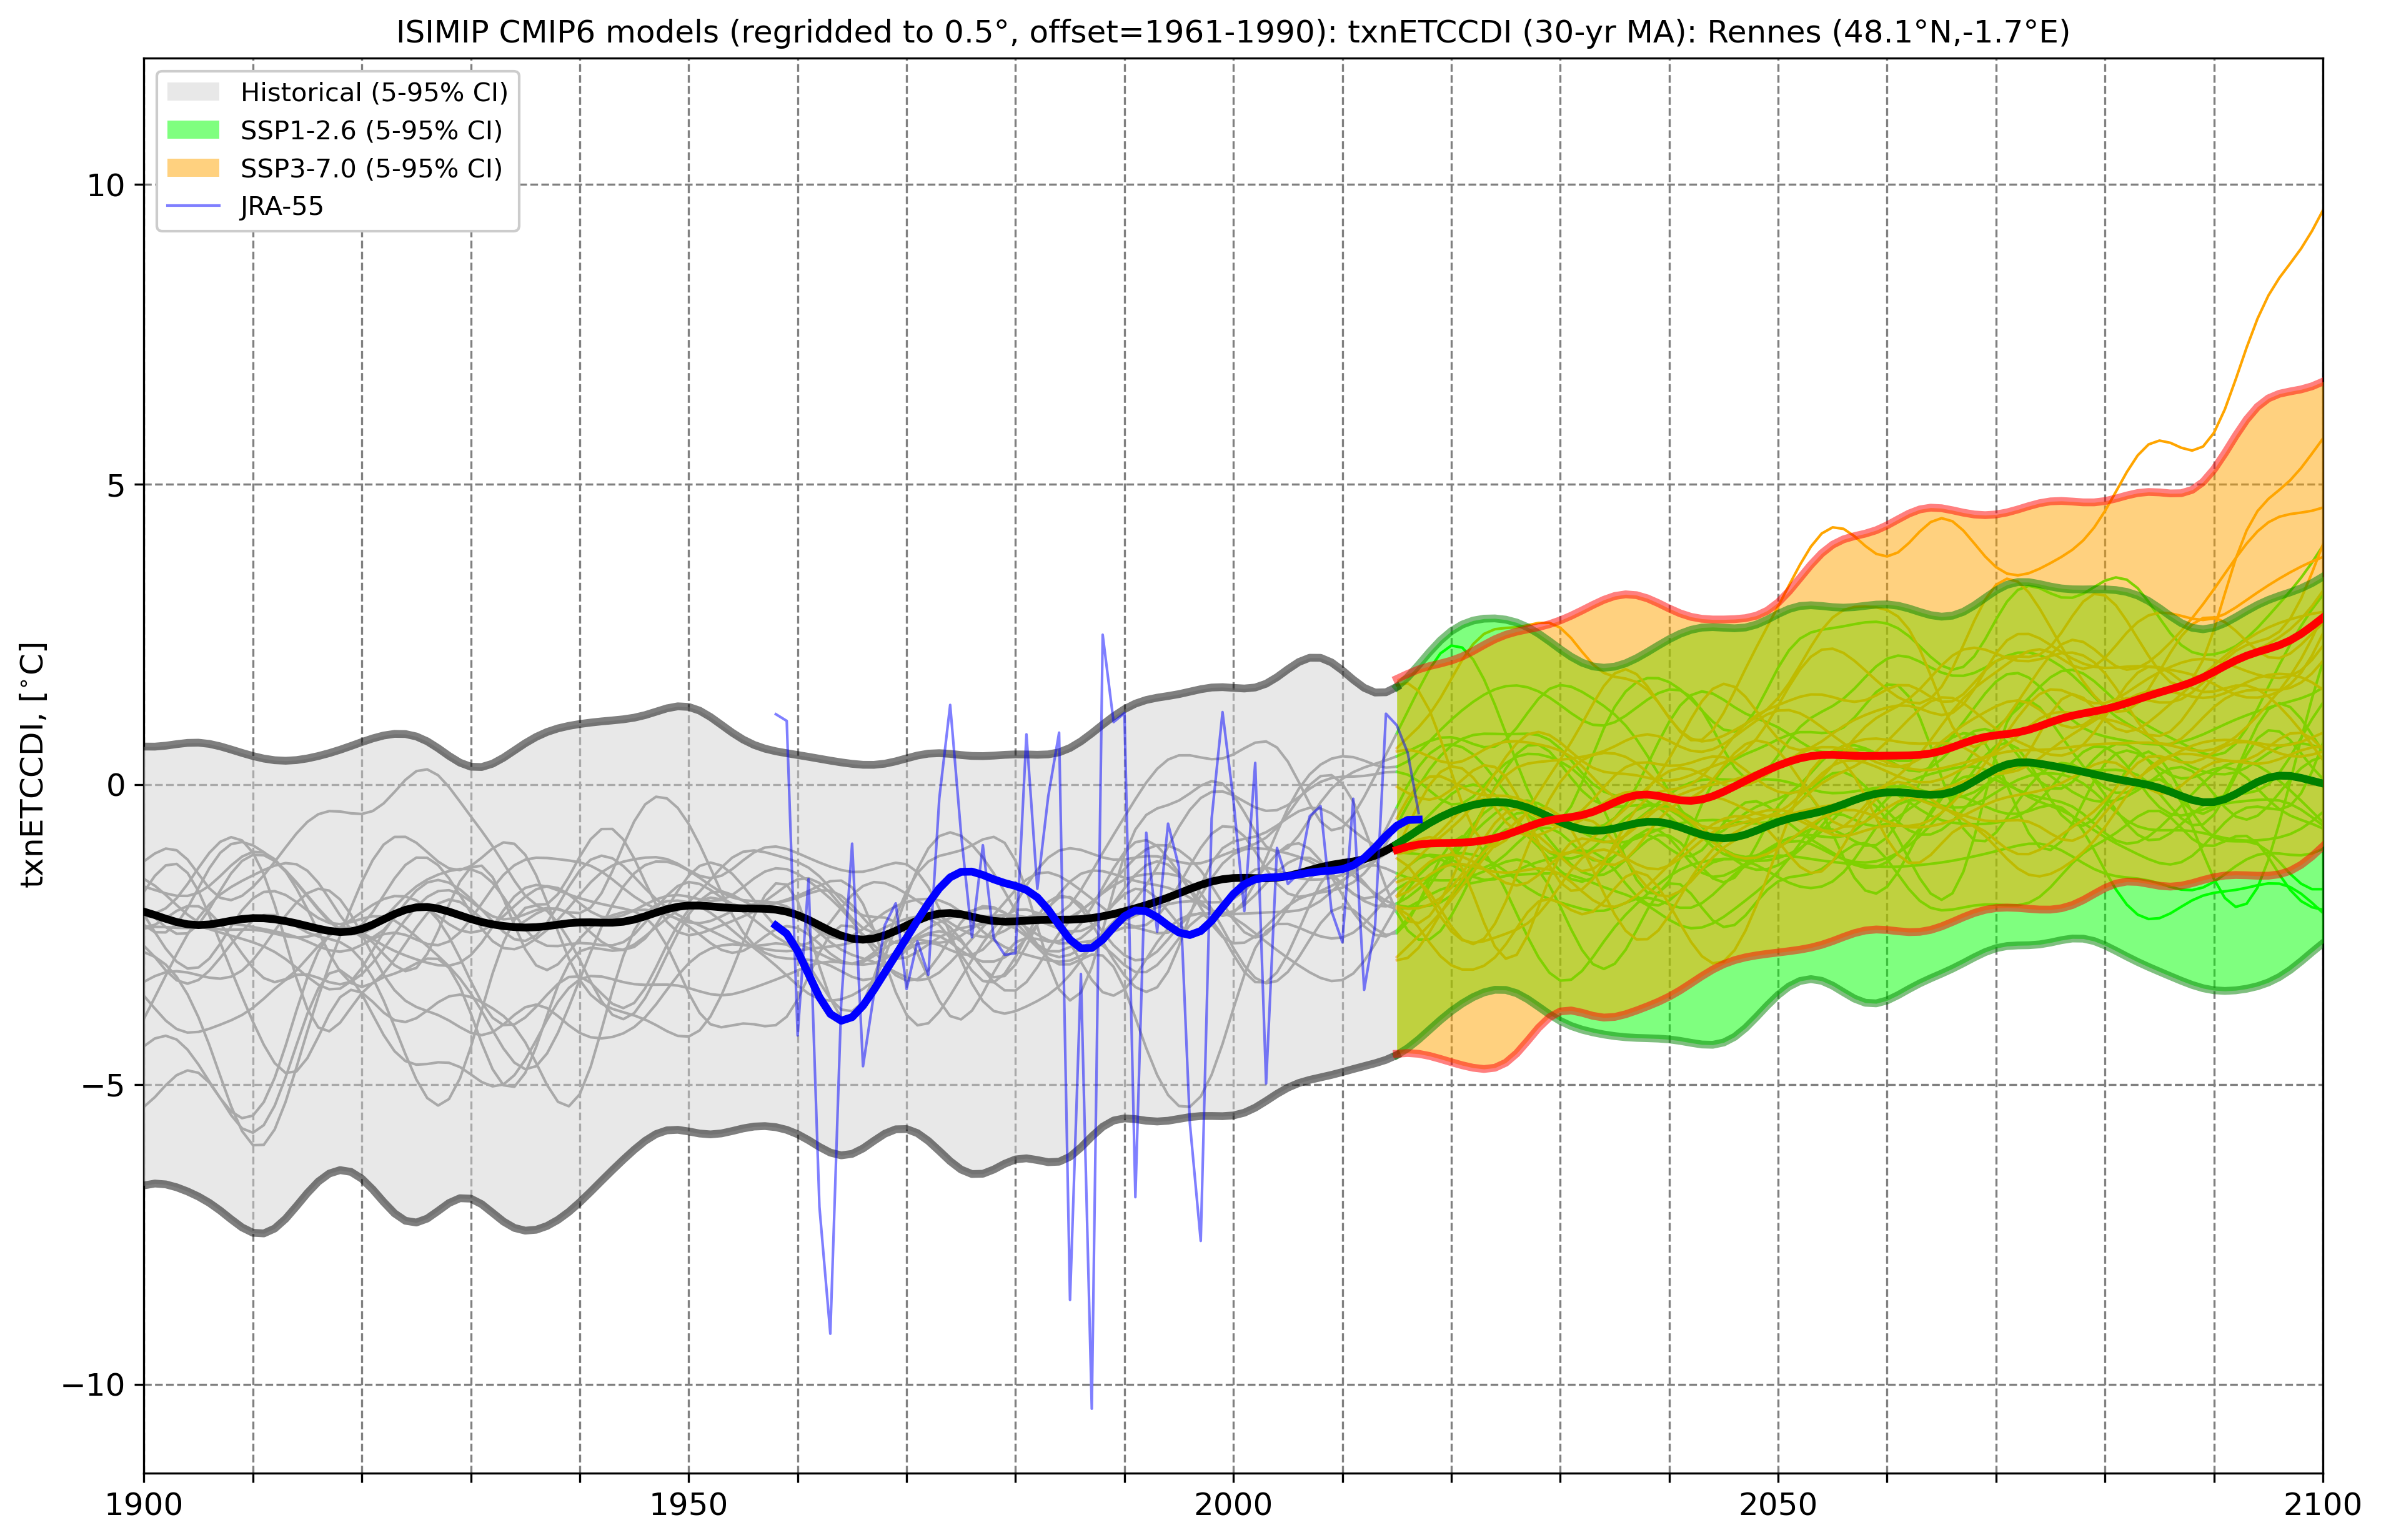 ISIMIP CMIP6 models (regridded to 0.5°, offset=1961-1990): txnETCCDI (30-yr MA): Rennes (48.1°N,-1.7°E)
Historical (5-95% CI)
SSP1-2.6 (5-95% CI)
SSP3-7.0 (5-95% CI)
JRA-55
txnETCCDI, [°C]
10
5
0
−5
−10
1900 1950 2000 2050 2100